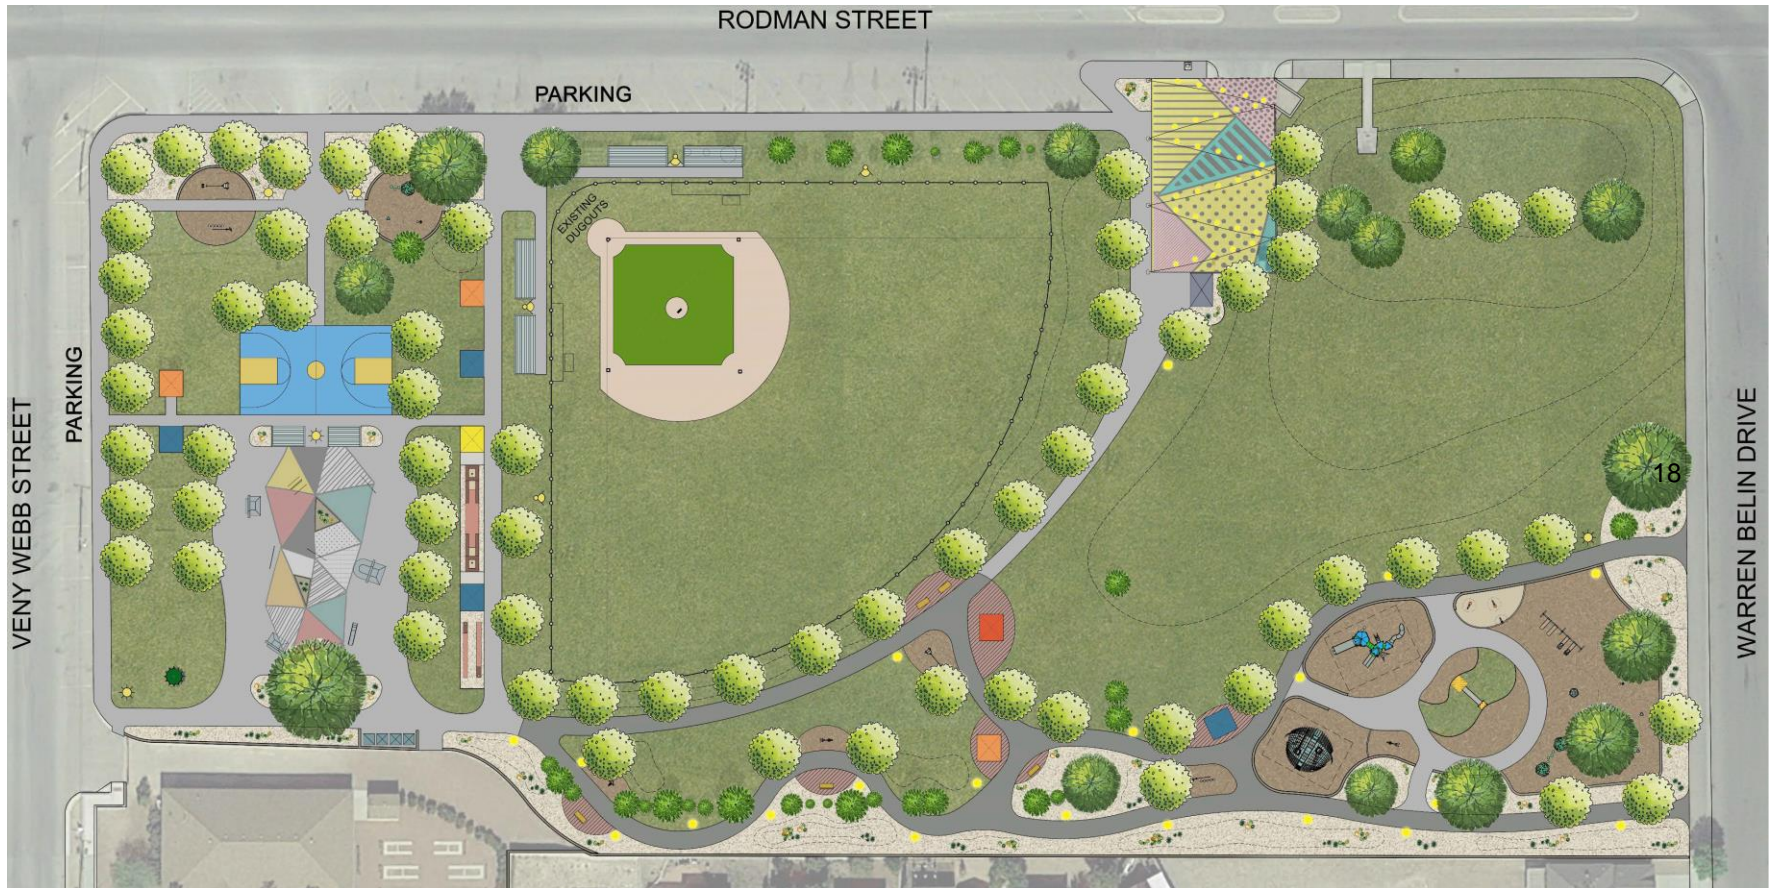 RODMAN STREET
PARKING
EXISTING
DUGOUTS
PARKING
VENY WEBB STREET
WARREN BELIN DRIVE
18